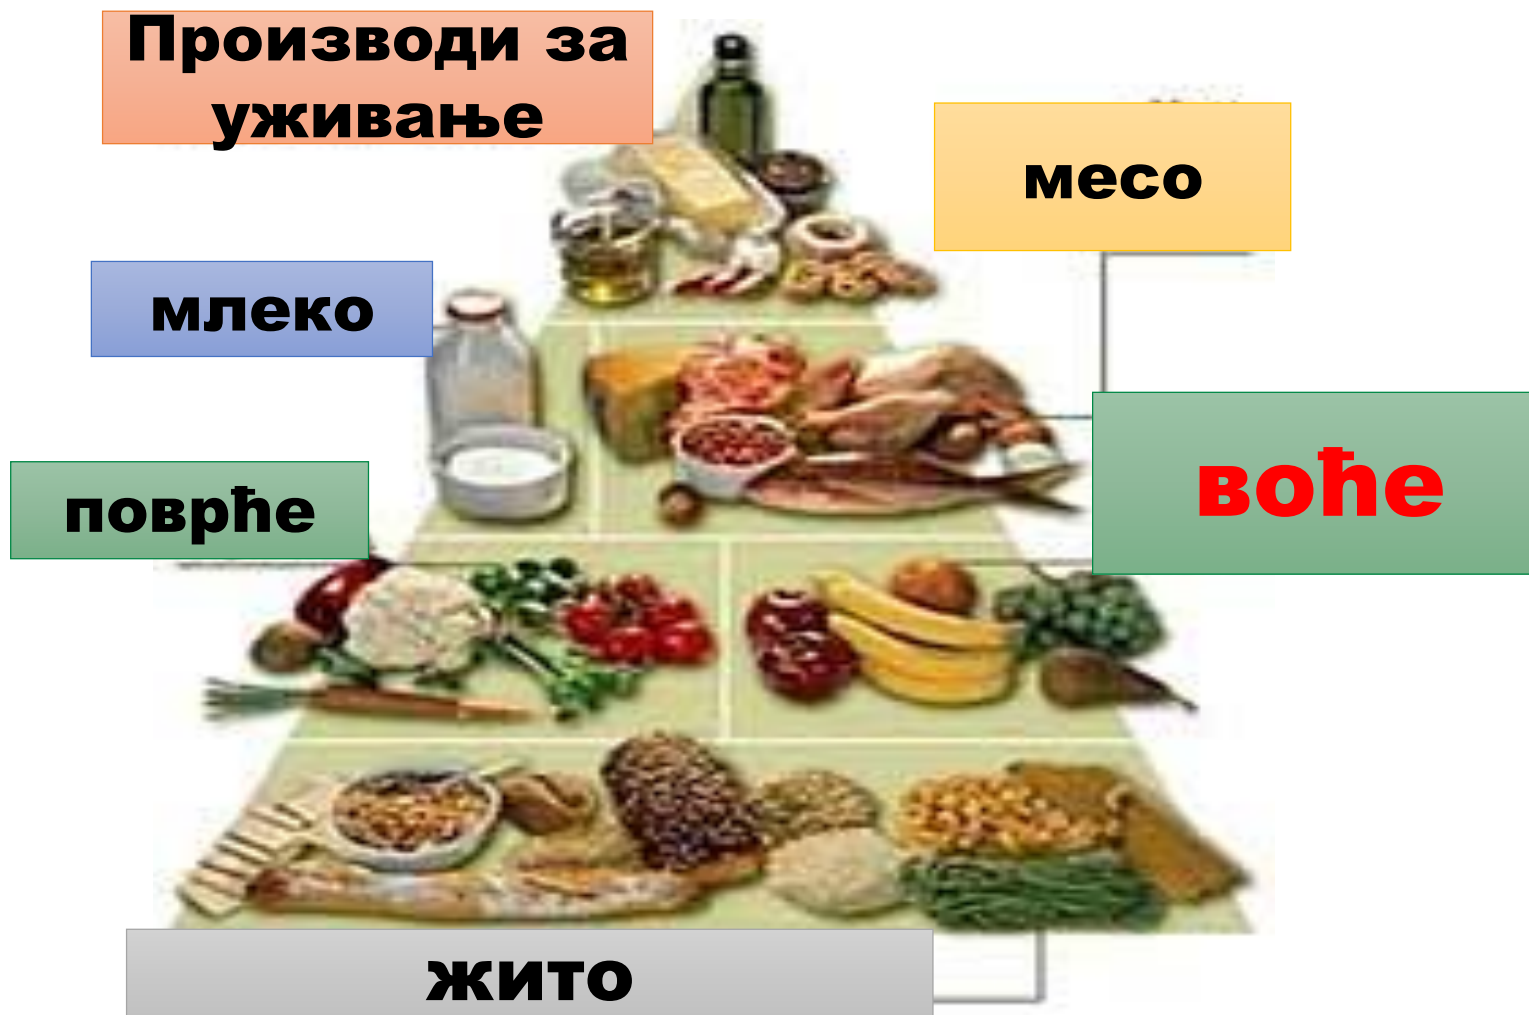 Производи за
уживање
месо
млеко
воће
поврће
жито